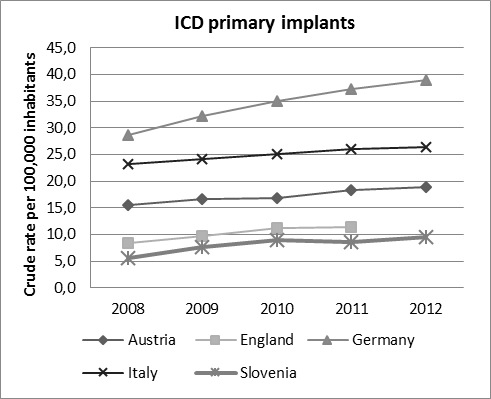 ICD primary implants
Crude rate per 100,000 inhabitants
45,0
40,0
35,0
30,0
25,0
20,0
15,0
10,0
5,0
0,0
2008 2009 2010 2011 2012
Austria England Germany
Italy Slovenia